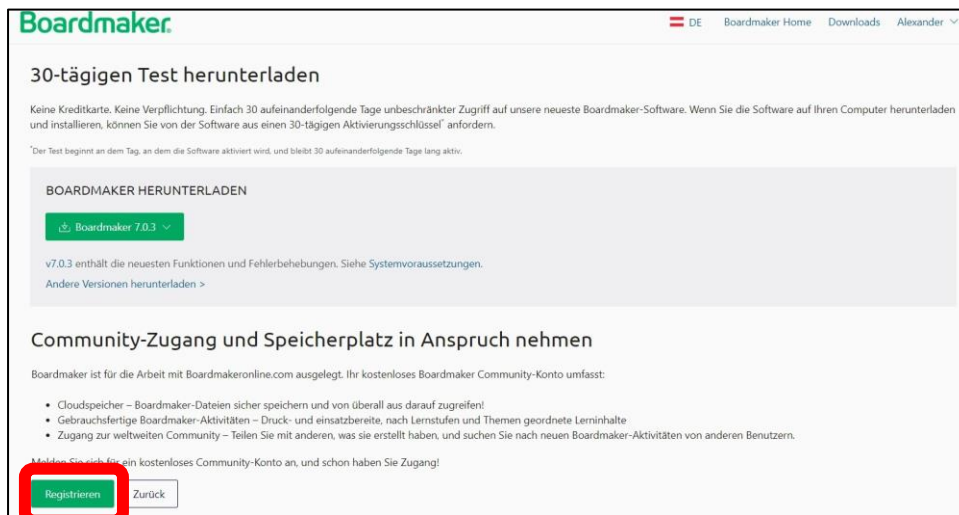 Boardmaker.
DE Boardmaker Home Downloads Alexander
30-tägigen Test herunterladen
Keine Kreditkarte. Keine Verpflichtung. Einfach 30 aufeinanderfolgende Tage unbeschränkter Zugriff auf unsere neueste Boardmaker-Software. Wenn Sie die Software auf Ihren Computer herunterladen
und installieren, können Sie von der Software aus einen 30-tägigen Aktivierungsschlüssel* anfordern.
*Der Test beginnt an dem Tag, an dem die Software aktiviert wird, und bleibt 30 aufeinanderfolgende Tage lang aktiv.
BOARDMAKER HERUNTERLADEN
Boardmaker 7.0.3
v7.0.3 enthält die neuesten Funktionen und Fehlerbehebungen. Siehe Systemvoraussetzungen.
Andere Versionen herunterladen >
Community-Zugang und Speicherplatz in Anspruch nehmen
Boardmaker ist für die Arbeit mit Boardmakeronline.com ausgelegt. Ihr kostenloses Boardmaker Community-Konto umfasst:
• Cloudspeicher – Boardmaker-Dateien sicher speichern und von überall aus darauf zugreifen!
• Gebrauchsfertige Boardmaker-Aktivitäten – Druck- und einsatzbereite, nach Lernstufen und Themen geordnete Lerninhalte
• Zugang zur weltweiten Community – Teilen Sie mit anderen, was sie erstellt haben, und suchen Sie nach neuen Boardmaker-Aktivitäten von anderen Benutzern.
Melden Sie sich für ein kostenloses Community-Konto an, und schon haben Sie Zugang!
Registrieren Zurück